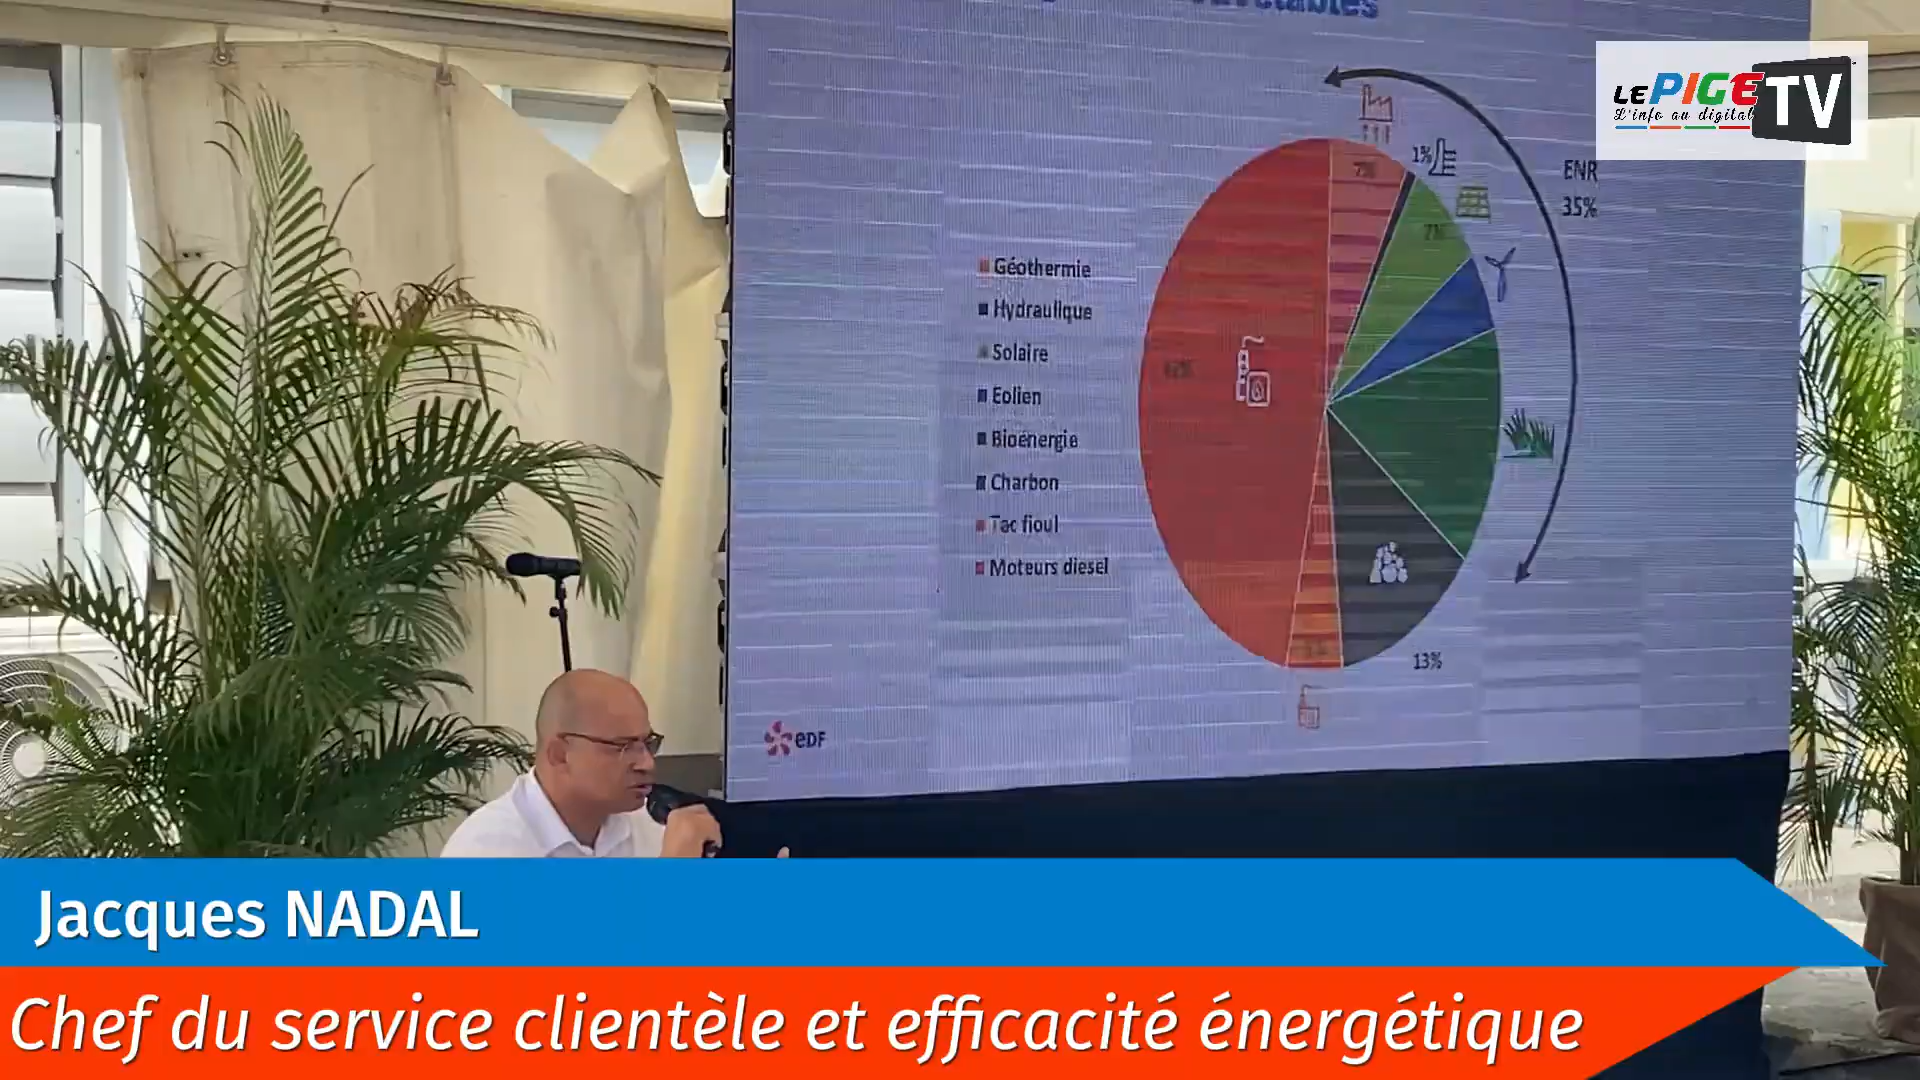 LE PIGE TV
L'info au digital
ENR
35%
7%
1%
Géothermie
Hydraulique
Solaire
Eolien
Bioénergie
Charbon
Tac fioul
Moteurs diesel
13%
eDF
Jacques NADAL
Chef du service clientèle et efficacité énergétique